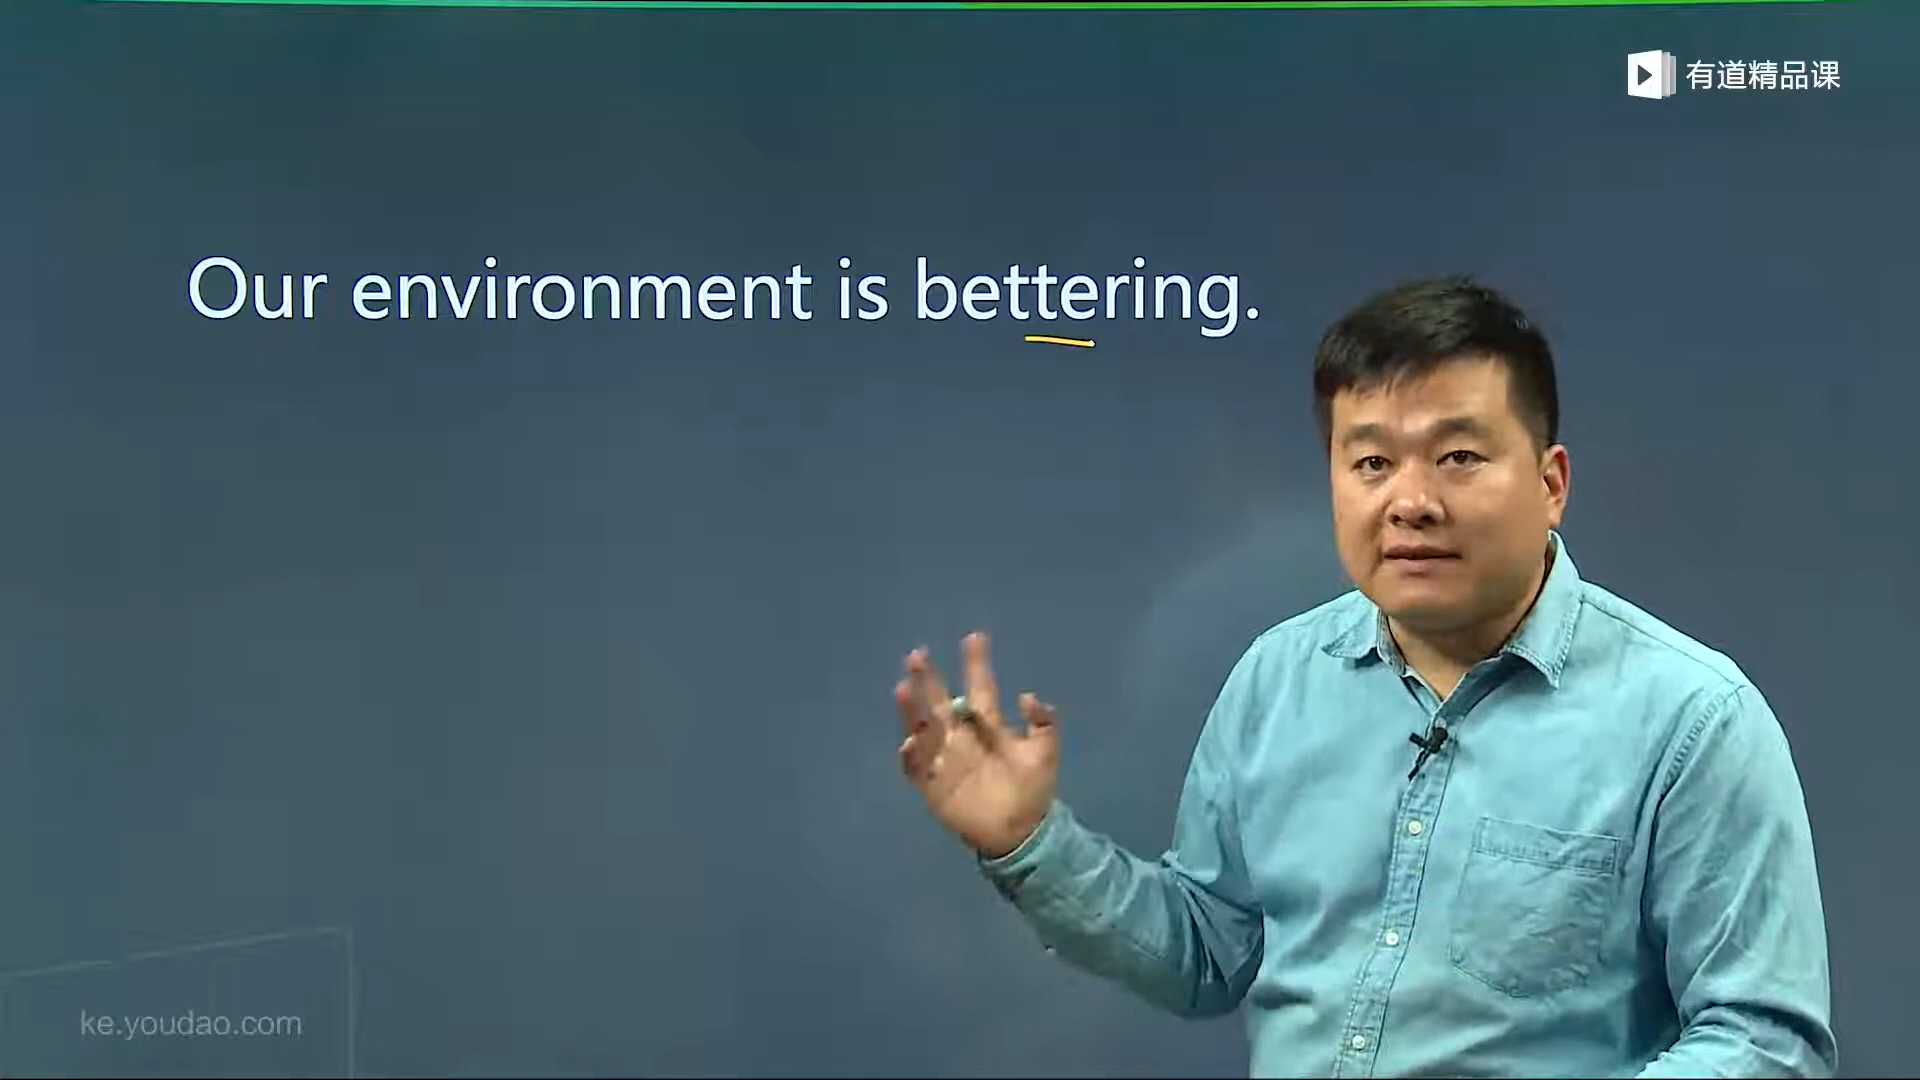 有道精品课
Our environment is bettering.
ke.youdao.com